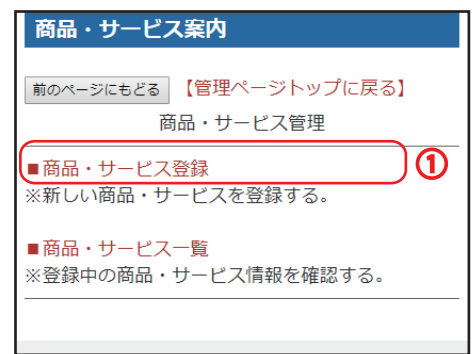 商品・サービス案内
前のページにもどる 【管理ページトップに戻る】
商品・サービス管理
■商品・サービス登録 ①
※新しい商品・サービスを登録する。
■商品・サービス一覧
※登録中の商品・サービス情報を確認する。